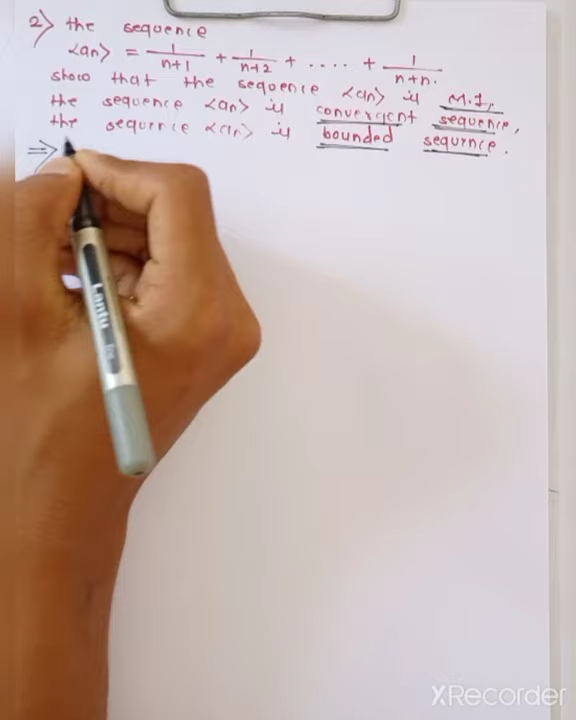 2) the sequence
<an> = 1/n+1 + 1/n+2 + .... + 1/n+n.
show that the sequence <an> is M.I,
the sequence <an> is convergent sequence,
the sequence <an> is bounded sequence.
⇒
Lantu
XRecorder